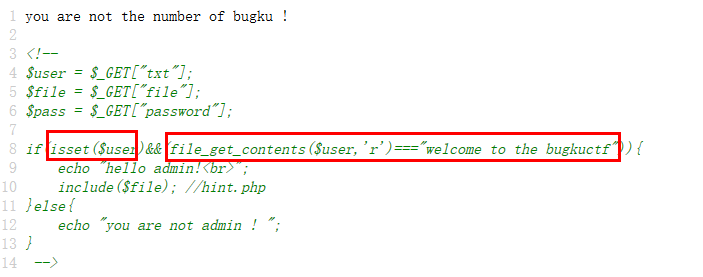 1 you are not the number of bugku !
2
3 <!--
4 $user = $_GET["txt"];
5 $file = $_GET["file"];
6 $pass = $_GET["password"];
7
8 if(isset($user)&&(file_get_contents($user,'r')==="welcome to the bugkuctf")){
9     echo "hello admin!<br>";
10     include($file); //hint.php
11 }else{
12     echo "you are not admin ! ";
13 }
14  -->